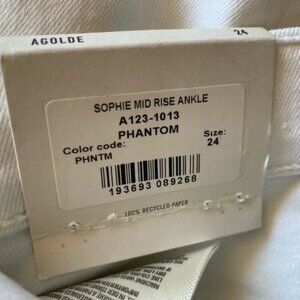 AGOLDE 24
SOPHIE MID RISE ANKLE
A123-1013
PHANTOM
Color code: Size:
PHNTM 24
193693 089268
100% RECYCLED PAPER